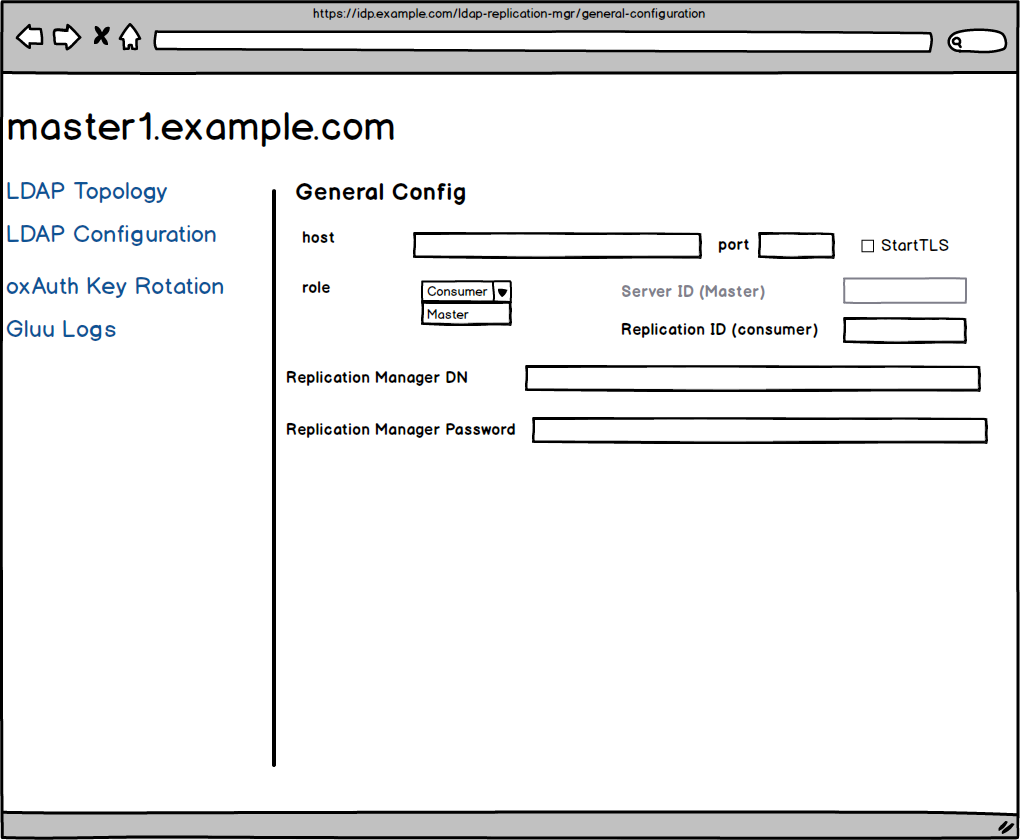 https://idp.example.com/ldap-replication-mgr/general-configuration
master1.example.com
LDAP Topology
LDAP Configuration
oxAuth Key Rotation
Gluu Logs
General Config
host port StartTLS
role Consumer Server ID (Master)
Master
Replication ID (consumer)
Replication Manager DN
Replication Manager Password